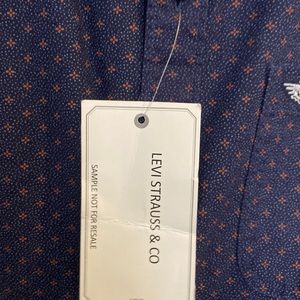 LEVI STRAUSS & CO
SAMPLE NOT FOR RESALE